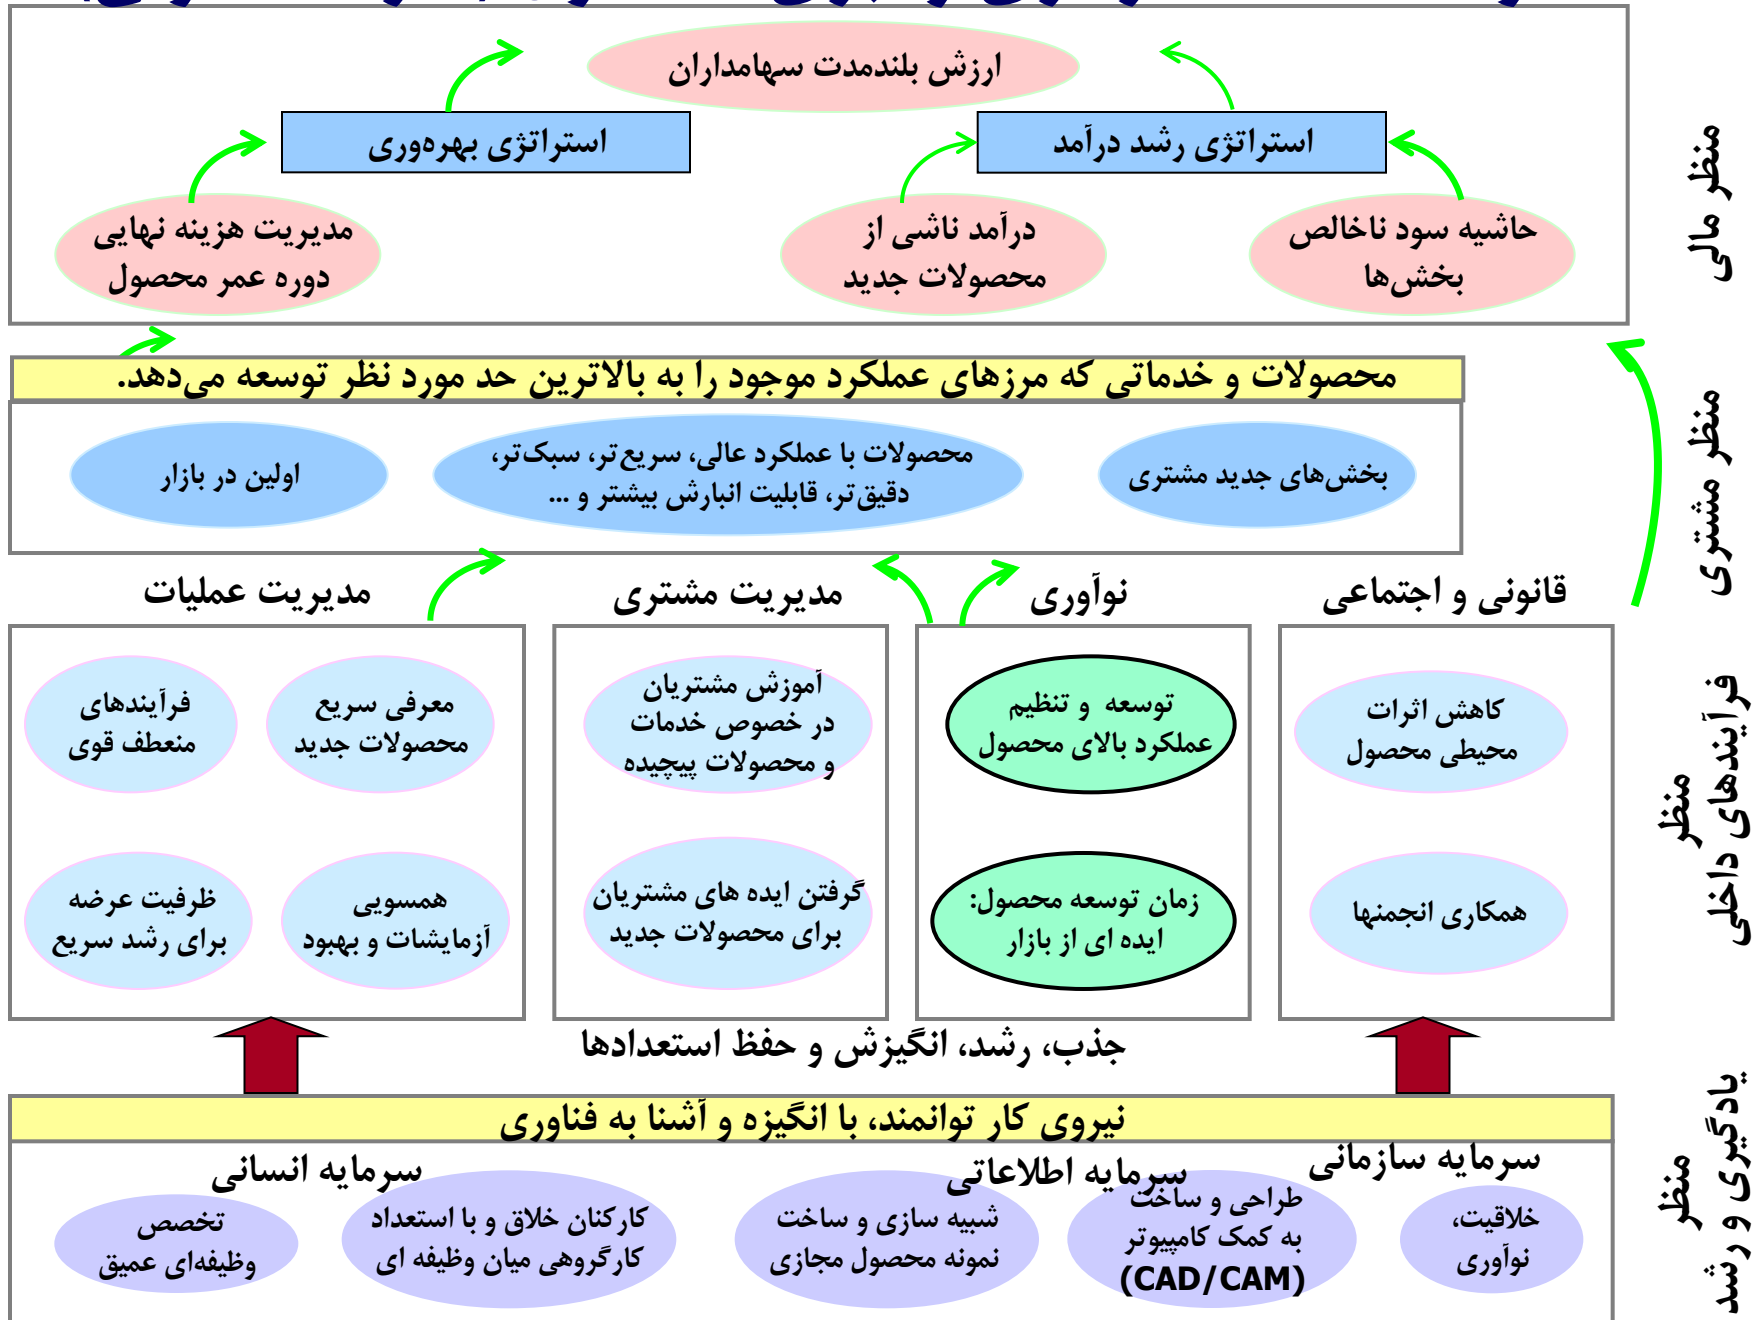 ارزش بلندمدت سهامداران
استراتژی رشد درآمد
استراتژی بهره‌وری
حاشیه سود ناخالص
بخش‌ها
درآمد ناشی از
محصولات جدید
مدیریت هزینه نهایی
دوره عمر محصول
منظر مالی
محصولات و خدماتی که مرزهای عملکرد موجود را به بالاترین حد مورد نظر توسعه می‌دهد.
بخش‌های جدید مشتری
محصولات با عملکرد عالی، سریع‌تر، سبک‌تر،
دقیق‌تر، قابلیت انبارش بیشتر و ...
اولین در بازار
منظر مشتری
قانونی و اجتماعی
نوآوری
مدیریت مشتری
مدیریت عملیات
کاهش اثرات
محیطی محصول
همکاری انجمنها
توسعه و تنظیم
عملکرد بالای محصول
زمان توسعه محصول:
ایده ای از بازار
آموزش مشتریان
در خصوص خدمات
و محصولات پیچیده
گرفتن ایده های مشتریان
برای محصولات جدید
معرفی سریع
محصولات جدید
فرآیندهای
منعطف قوی
همسویی
آزمایشات و بهبود
ظرفیت عرضه
برای رشد سریع
منظر
فرآیندهای داخلی
جذب، رشد، انگیزش و حفظ استعدادها
نیروی کار توانمند، با انگیزه و آشنا به فناوری
سرمایه سازمانی
سرمایه اطلاعاتی
سرمایه انسانی
خلاقیت،
نوآوری
طراحی و ساخت
به کمک کامپیوتر
(CAD/CAM)
شبیه سازی و ساخت
نمونه محصول مجازی
کارکنان خلاق و با استعداد
کارگروهی میان وظیفه ای
تخصص
وظیفه‌ای عمیق
منظر
یادگیری و رشد